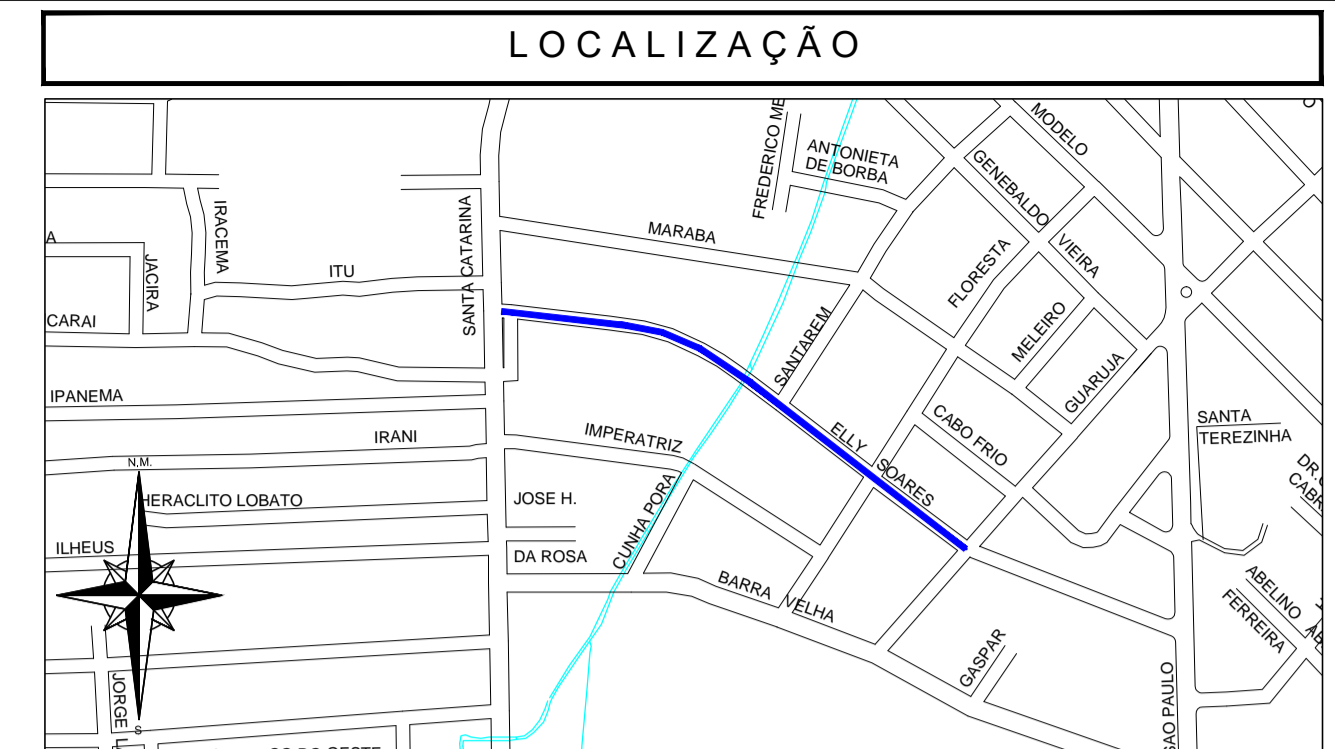 LOCALIZAÇÃO
MODELO
FREDERICO
ANTONIETA
DE BORBA
GENEBALDO
VIEIRA
IRACEMA
SANTA CATARINA
MARABA
A
JACIRA
ITU
FLORESTA
CARAI
SANTAREM
MELEIRO
GUARUJA
IPANEMA
IRANI
IMPERATRIZ
ELLY SOARES
CABO FRIO
SANTA
TEREZINHA
N.M.
HERACLITO LOBATO
JOSE H.
DA ROSA
CUNHA PORA
DR.
ILHEUS
BARRA VELHA
ABELINO
FERREIRA
GASPAR
JORGE
SAO PAULO
S